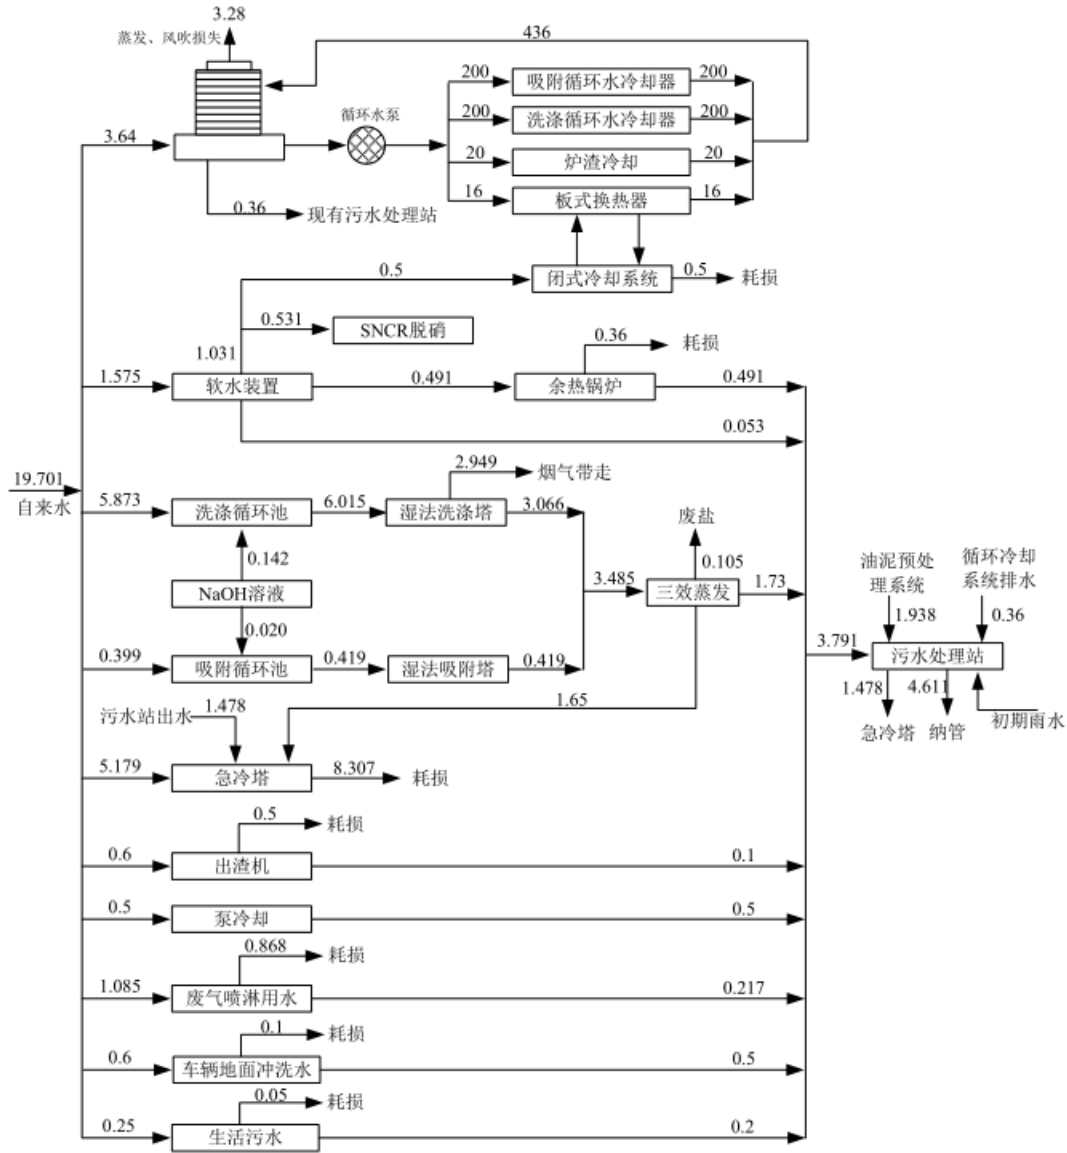 3.28
蒸发、风吹损失
436
200
吸附循环水冷却器
200
循环水泵
200
洗涤循环水冷却器
200
3.64
20
炉渣冷却
20
16
板式换热器
16
0.36
现有污水处理站
0.5
闭式冷却系统
0.5
耗损
0.531
SNCR脱硝
0.36
耗损
1.031
1.575
软水装置
0.491
余热锅炉
0.491
0.053
19.701
自来水
2.949
烟气带走
5.873
洗涤循环池
6.015
湿法洗涤塔
3.066
废盐
0.142
0.105
NaOH溶液
3.485
三效蒸发
1.73
油泥预处
理系统
循环冷却
系统排水
1.938
0.36
0.020
3.791
污水处理站
0.399
吸附循环池
0.419
湿法吸附塔
0.419
1.478
4.611
急冷塔
纳管
初期雨水
1.65
污水站出水
1.478
5.179
急冷塔
8.307
耗损
0.5
耗损
0.6
出渣机
0.1
0.5
泵冷却
0.5
0.868
耗损
1.085
废气喷淋用水
0.217
0.1
耗损
0.6
车辆地面冲洗水
0.5
0.05
耗损
0.25
生活污水
0.2